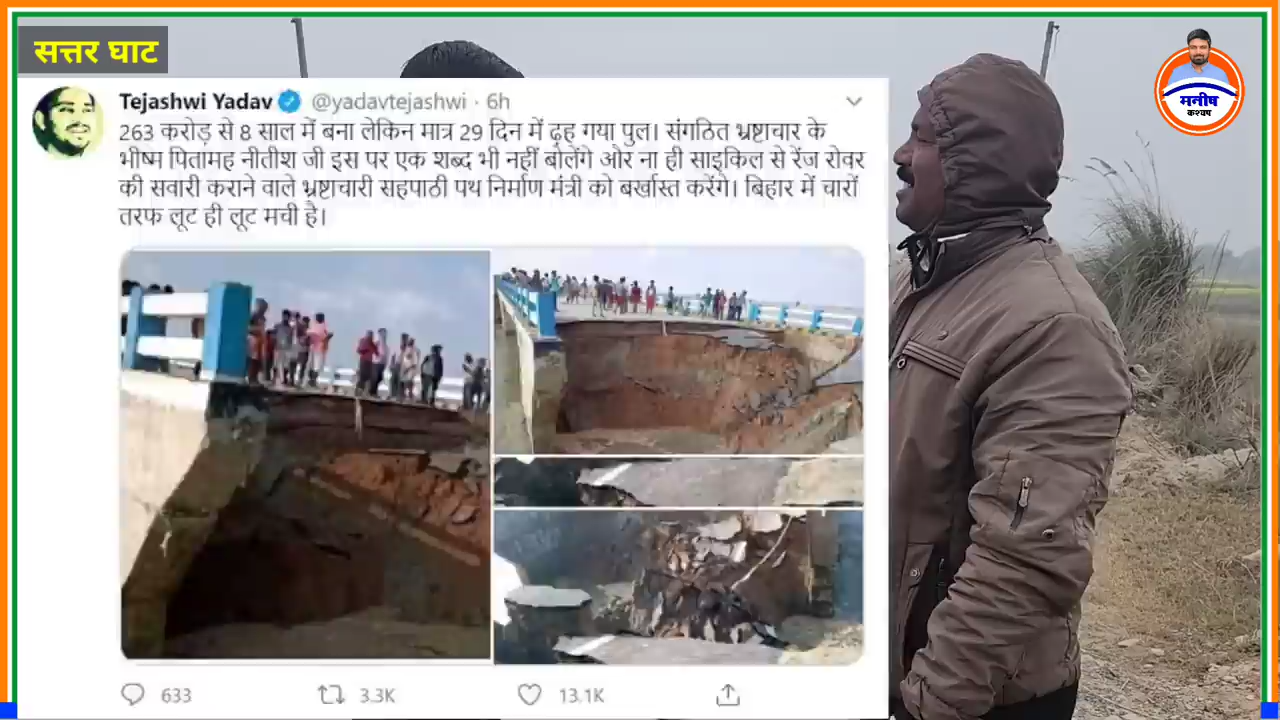 सत्तर घाट
Tejashwi Yadav @yadavtejashwi · 6h
263 करोड़ से 8 साल में बना लेकिन मात्र 29 दिन में ढ़ह गया पुल। संगठित भ्रष्टाचार के
भीष्म पितामह नीतीश जी इस पर एक शब्द भी नहीं बोलेंगे और ना ही साइकिल से रेंज रोवर
की सवारी कराने वाले भ्रष्टाचारी सहपाठी पथ निर्माण मंत्री को बर्खास्त करेंगे। बिहार में चारों
तरफ लूट ही लूट मची है।
633 3.3K 13.1K
मनीष
कश्यप